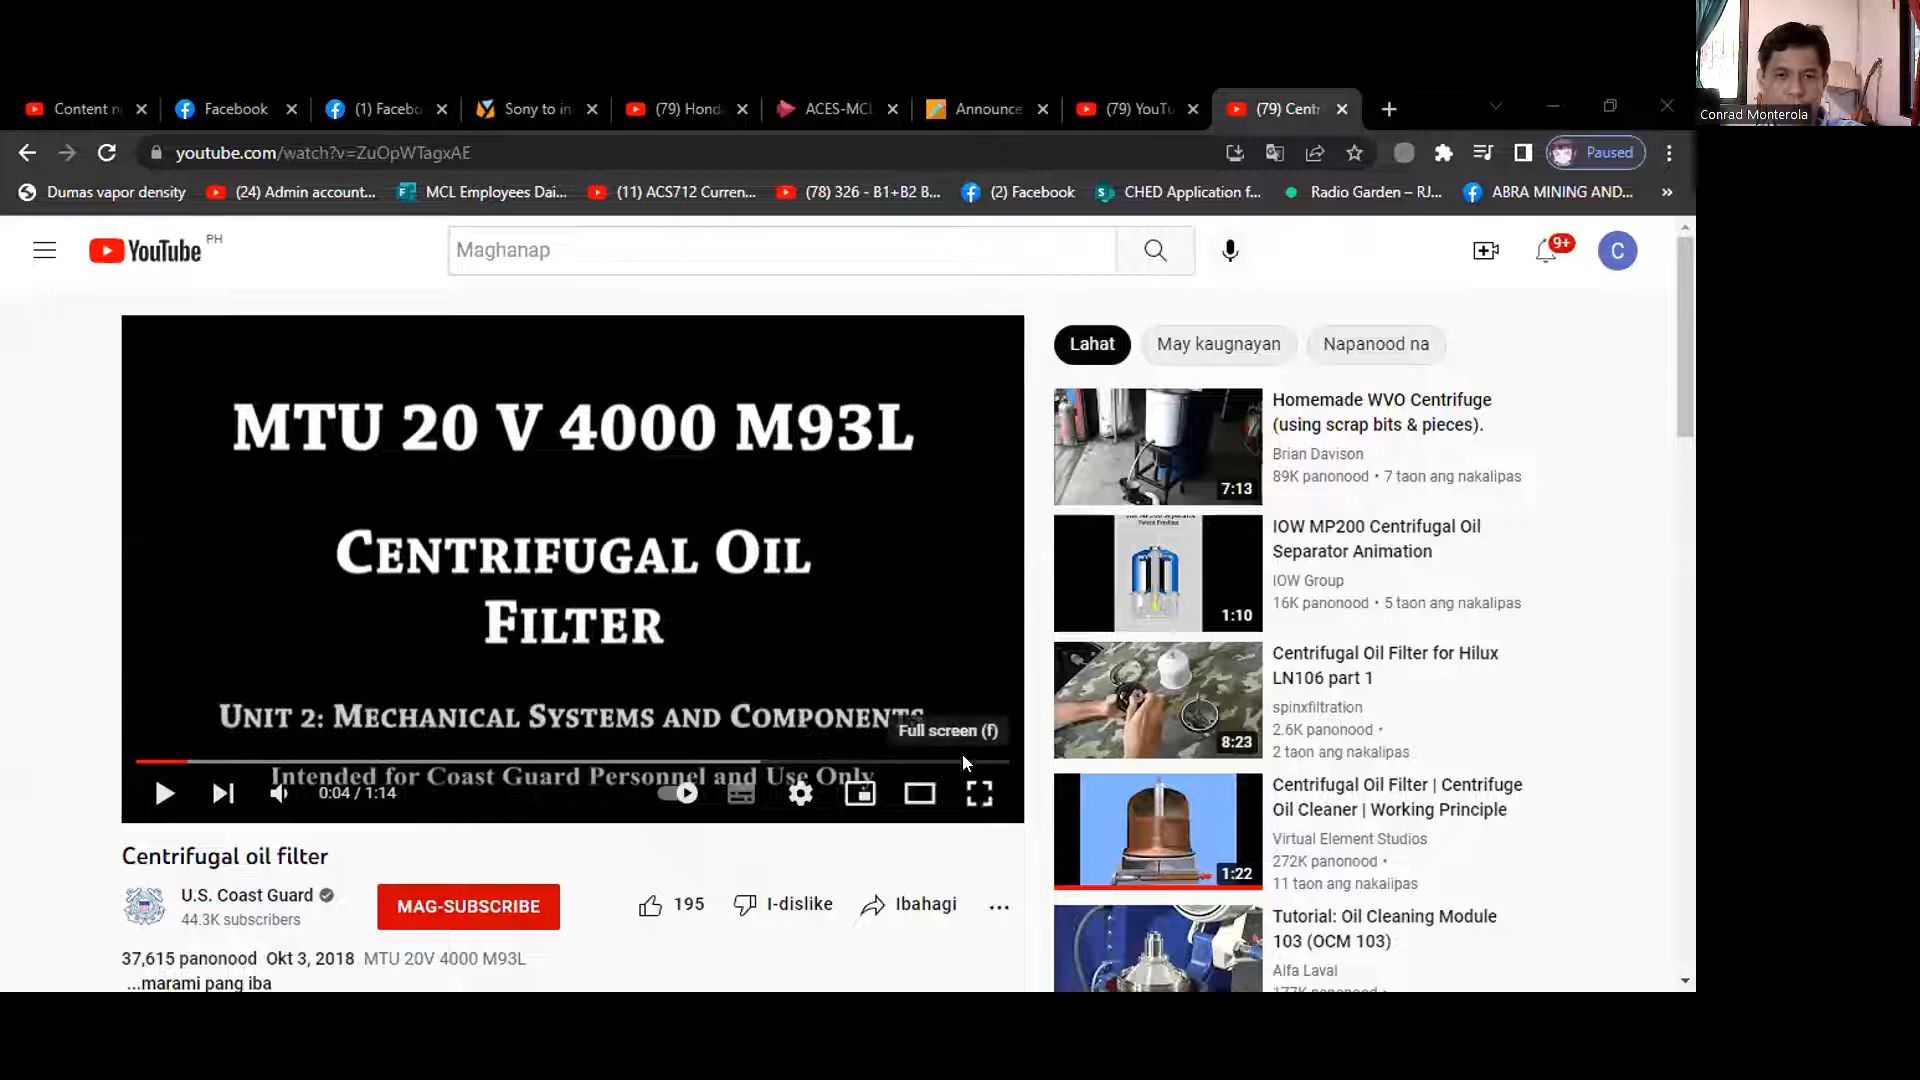 Conrad Monterola
Content n
Facebook
(1) Facebo
Sony to in
(79) Hond
ACES-MCL
Announce
(79) YouTu
(79) Centr
youtube.com/watch?v=ZuOpWTagxAE
Paused
Dumas vapor density
(24) Admin account...
MCL Employees Dai...
(11) ACS712 Curren...
(78) 326 - B1+B2 B...
(2) Facebook
CHED Application f...
Radio Garden – RJ...
ABRA MINING AND...
YouTube PH
Maghanap
9+
C
MTU 20 V 4000 M93L
Centrifugal Oil
Filter
Unit 2: Mechanical Systems and Components
Full screen (f)
Intended for Coast Guard Personnel and Use Only
0:04 / 1:14
Centrifugal oil filter
U.S. Coast Guard
44.3K subscribers
MAG-SUBSCRIBE
195
I-dislike
Ibahagi
37,615 panonood Okt 3, 2018 MTU 20V 4000 M93L
...marami pang iba
Lahat
May kaugnayan
Napanood na
7:13
Homemade WVO Centrifuge
(using scrap bits & pieces).
Brian Davison
89K panonood • 7 taon ang nakalipas
1:10
IOW MP200 Centrifugal Oil
Separator Animation
IOW Group
16K panonood • 5 taon ang nakalipas
8:23
Centrifugal Oil Filter for Hilux
LN106 part 1
spinxfiltration
2.6K panonood •
2 taon ang nakalipas
1:22
Centrifugal Oil Filter | Centrifuge
Oil Cleaner | Working Principle
Virtual Element Studios
272K panonood •
11 taon ang nakalipas
Tutorial: Oil Cleaning Module
103 (OCM 103)
Alfa Laval
177K panonood •